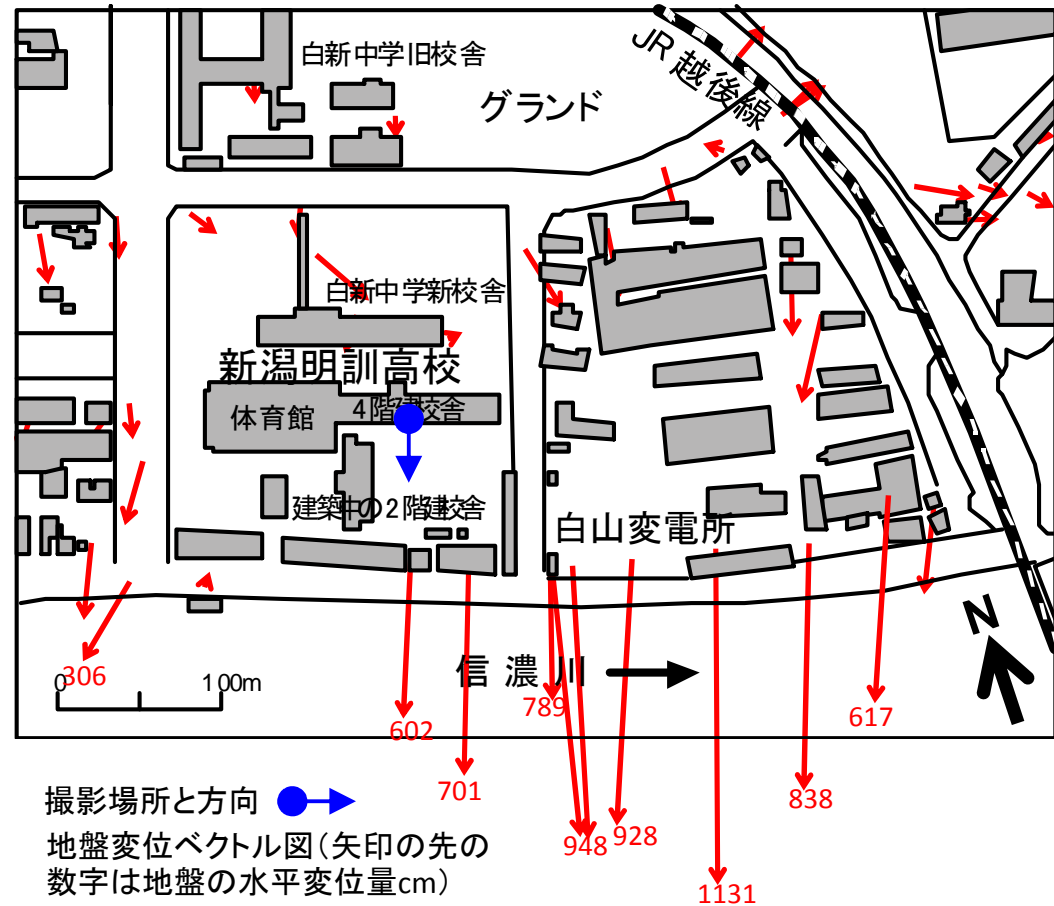 白新中学旧校舎
グランド
JR越後線
白新中学新校舎
新潟明訓高校
体育館
4階建校舎
建築中の2階建校舎
白山変電所
信濃川
N
0
100m
306
602
701
789
948
928
1131
838
617
撮影場所と方向
地盤変位ベクトル図(矢印の先の
数字は地盤の水平変位量cm)